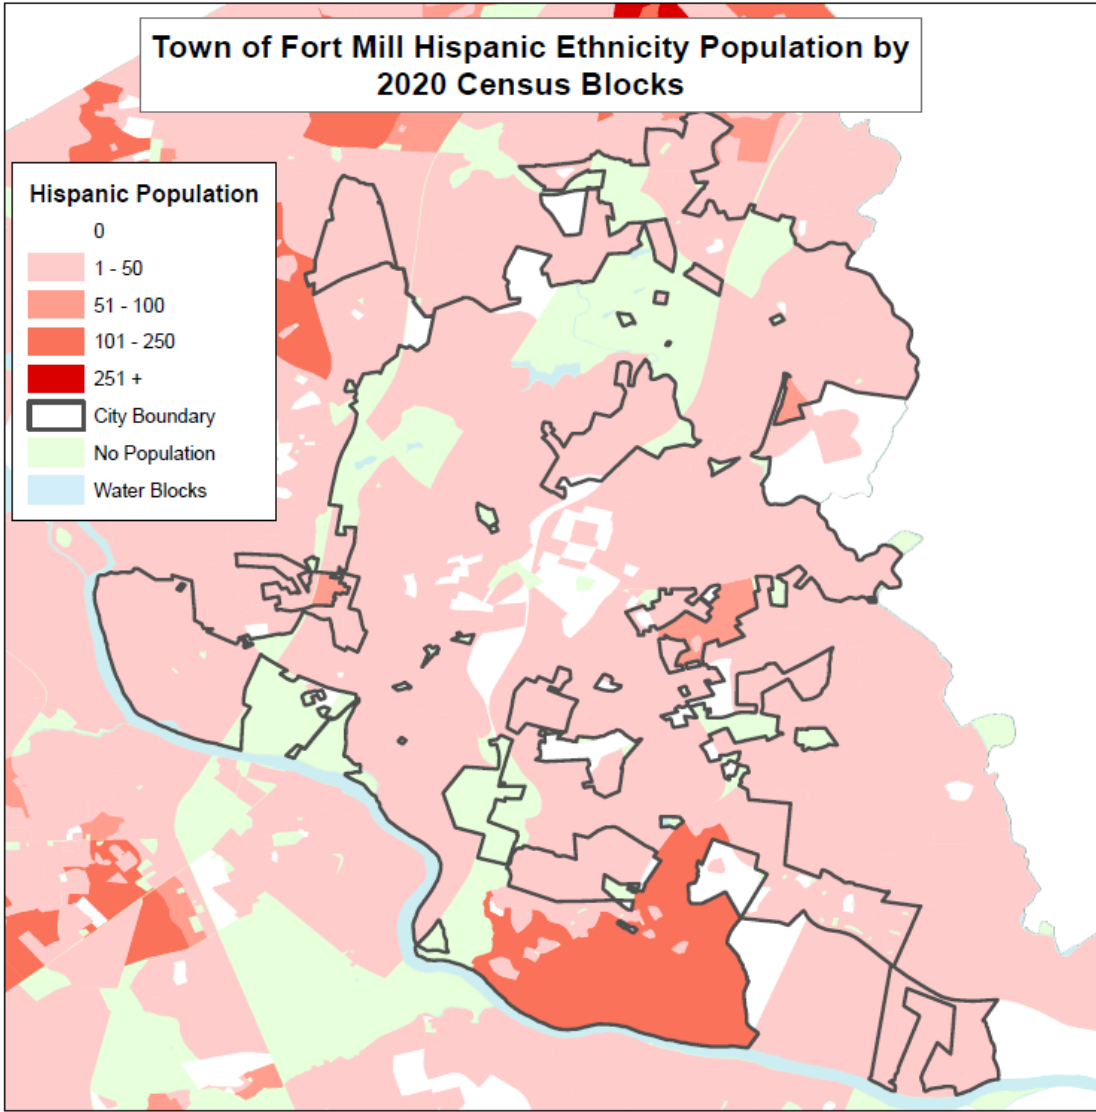 Town of Fort Mill Hispanic Ethnicity Population by
2020 Census Blocks
Hispanic Population
0
1 - 50
51 - 100
101 - 250
251 +
City Boundary
No Population
Water Blocks